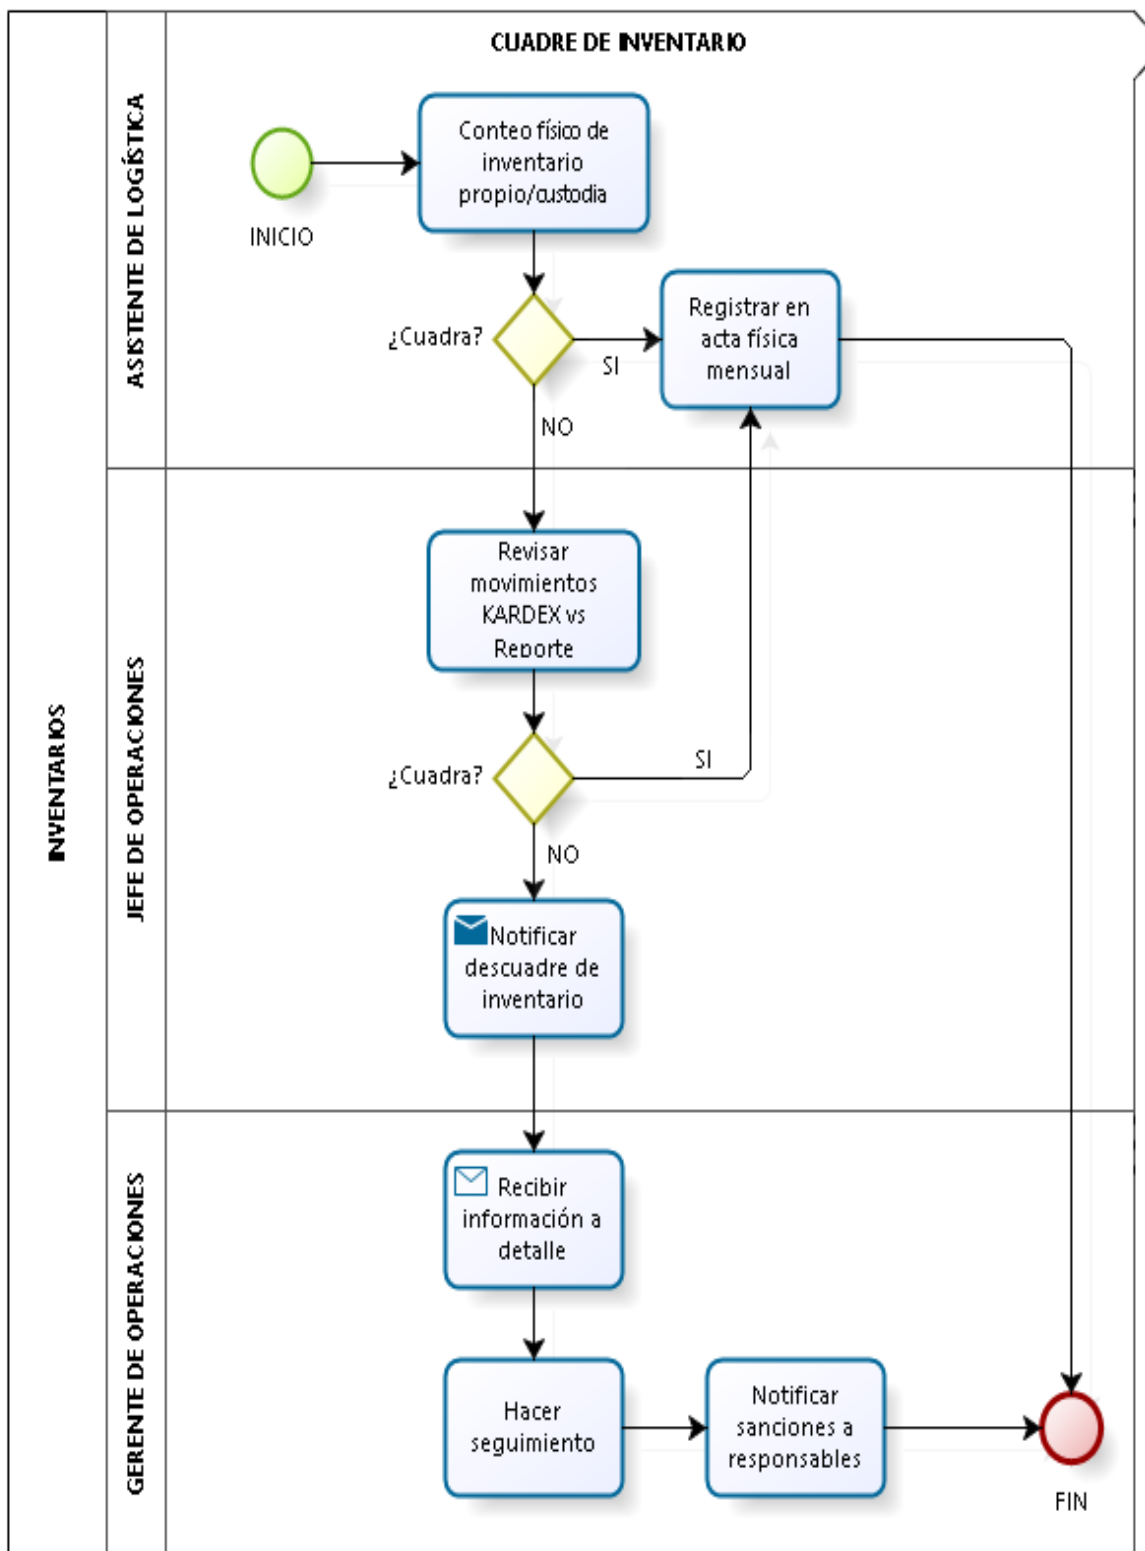 CUADRE DE INVENTARIO
INVENTARIOS
ASISTENTE DE LOGÍSTICA
INICIO
Conteo físico de
inventario
propio/custodia
¿Cuadra?
SI
NO
Registrar en
acta física
mensual
JEFE DE OPERACIONES
Revisar
movimientos
KARDEX vs
Reporte
¿Cuadra?
SI
NO
Notificar
descuadre de
inventario
GERENTE DE OPERACIONES
Recibir
información a
detalle
Hacer
seguimiento
Notificar
sanciones a
responsables
FIN